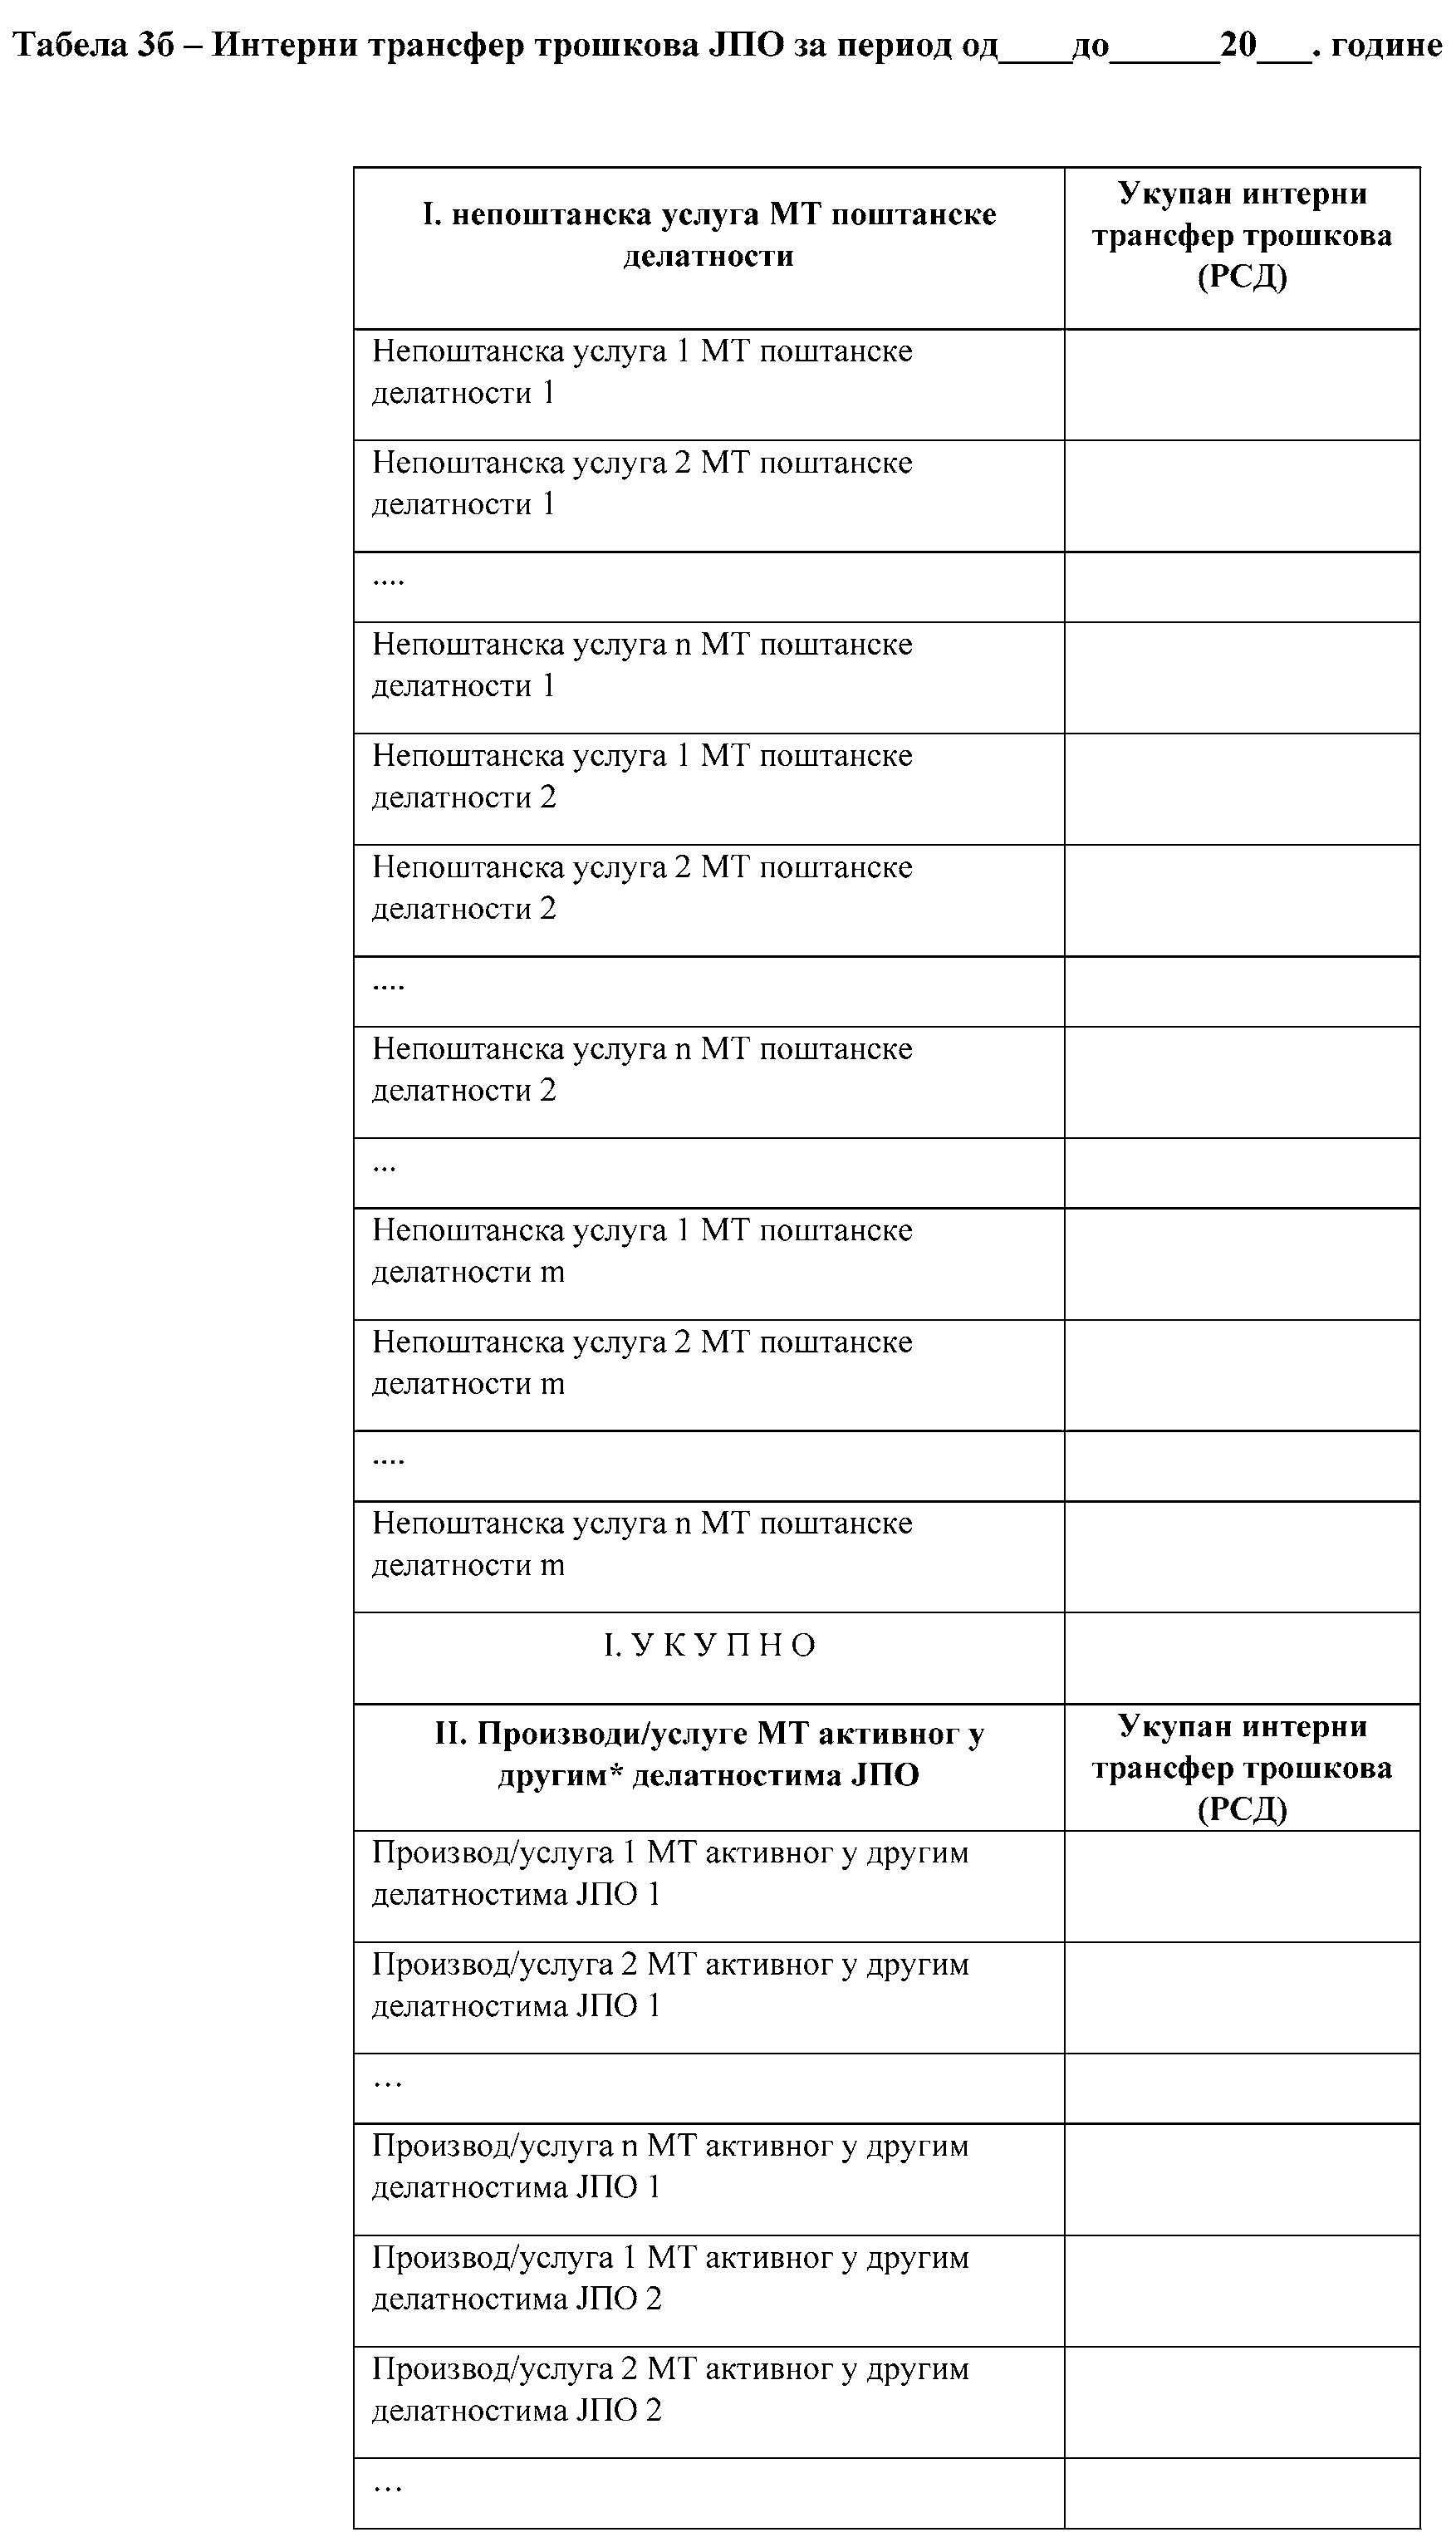 Табела 3б – Интерни трансфер трошкова ЈПО за период од____до______20___. године
I. непоштанска услуга МТ поштанске
делатности
Укупан интерни
трансфер трошкова
(РСД)
Непоштанска услуга 1 МТ поштанске
делатности 1
Непоштанска услуга 2 МТ поштанске
делатности 1
....
Непоштанска услуга n МТ поштанске
делатности 1
Непоштанска услуга 1 МТ поштанске
делатности 2
Непоштанска услуга 2 МТ поштанске
делатности 2
....
Непоштанска услуга n МТ поштанске
делатности 2
...
Непоштанска услуга 1 МТ поштанске
делатности m
Непоштанска услуга 2 МТ поштанске
делатности m
....
Непоштанска услуга n МТ поштанске
делатности m
I. У К У П Н О
II. Производи/услуге МТ активног у
другим* делатностима ЈПО
Укупан интерни
трансфер трошкова
(РСД)
Производ/услуга 1 МТ активног у другим
делатностима ЈПО 1
Производ/услуга 2 МТ активног у другим
делатностима ЈПО 1
…
Производ/услуга n МТ активног у другим
делатностима ЈПО 1
Производ/услуга 1 МТ активног у другим
делатностима ЈПО 2
Производ/услуга 2 МТ активног у другим
делатностима ЈПО 2
…